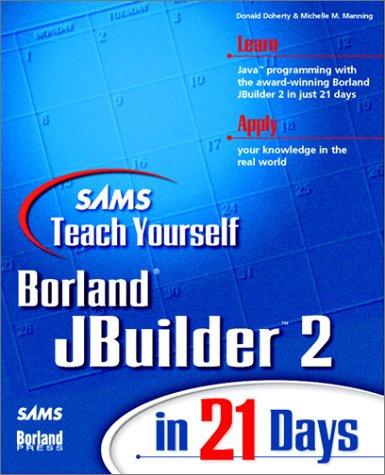 Donald Doherty & Michelle M. Manning
Learn
Java™ programming with
the award-winning Borland
JBuilder 2 in just 21 days
Apply
your knowledge in the
real world
SAMS
Teach Yourself
Borland®
JBuilder™ 2
in 21 Days
SAMS
Borland
PRESS